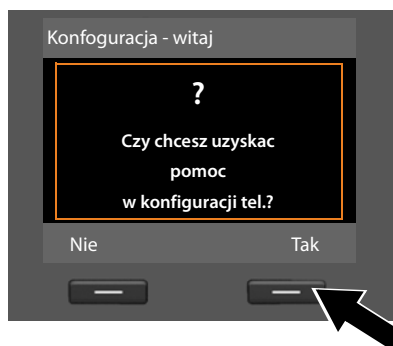 Konfoguracja - witaj
?
Czy chcesz uzyskac
pomoc
w konfiguracji tel.?
Nie Tak